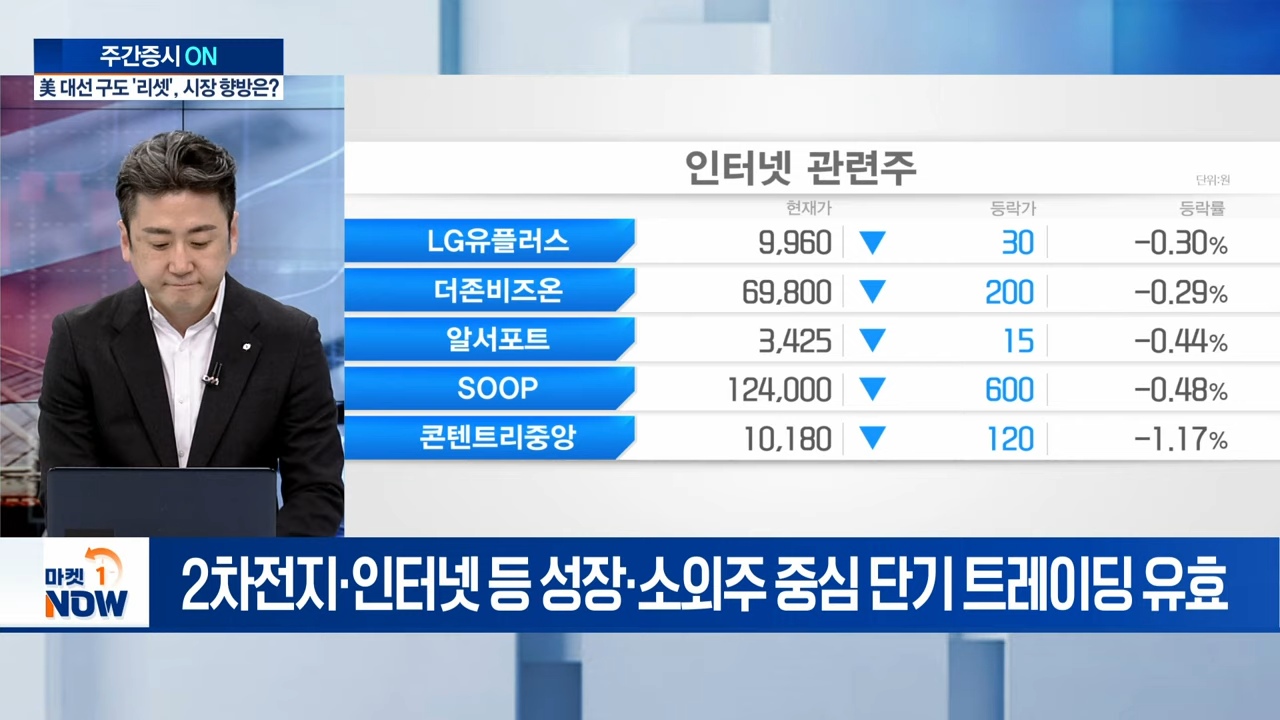 주간증시 ON
美 대선 구도 '리셋', 시장 향방은?
인터넷 관련주
단위:원
현재가 등락가 등락률
LG유플러스 9,960 ▼ 30 -0.30%
더존비즈온 69,800 ▼ 200 -0.29%
알서포트 3,425 ▼ 15 -0.44%
SOOP 124,000 ▼ 600 -0.48%
콘텐트리중앙 10,180 ▼ 120 -1.17%
마켓 1
NOW
2차전지·인터넷 등 성장·소외주 중심 단기 트레이딩 유효